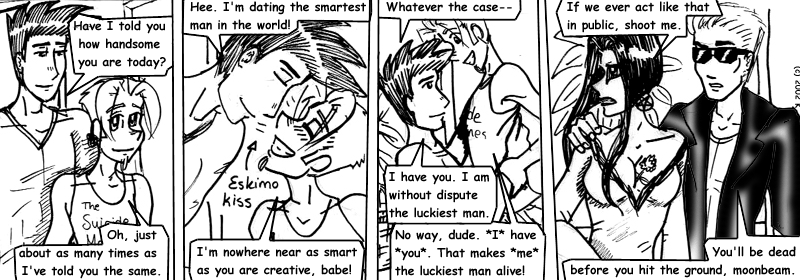 Have I told you
how handsome
you are today?
The
Suicide
Oh, just
about as many times as
I've told you the same.
Hee. I'm dating the smartest
man in the world!
Eskimo
kiss
I'm nowhere near as smart
as you are creative, babe!
Whatever the case--
I have you. I am
without dispute
the luckiest man.
No way, dude. *I* have
*you*. That makes *me*
the luckiest man alive!
If we ever act like that
in public, shoot me.
You'll be dead
before you hit the ground, moonbeam.
2002 (c)